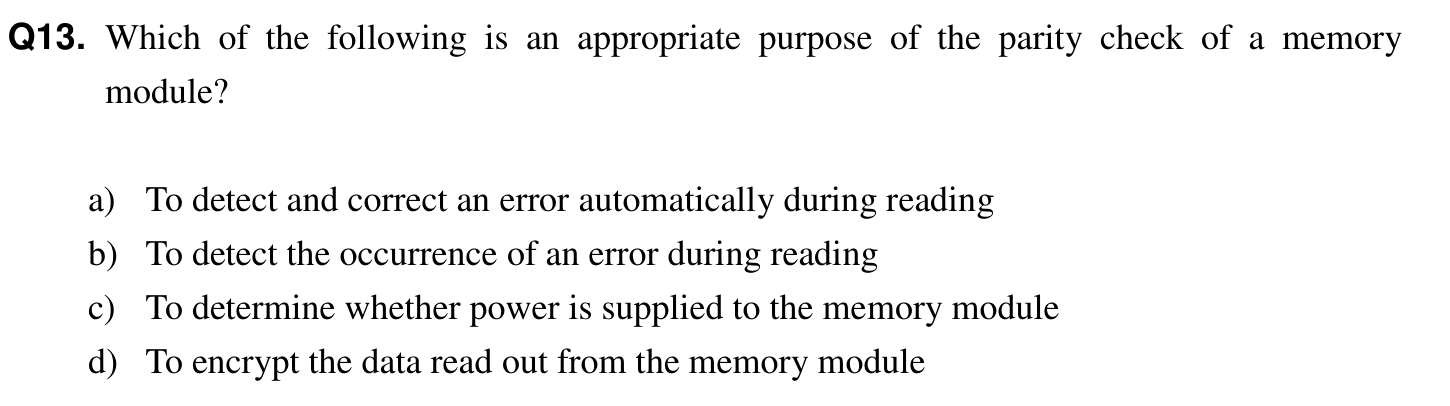 Q13. Which of the following is an appropriate purpose of the parity check of a memory
module?
a) To detect and correct an error automatically during reading
b) To detect the occurrence of an error during reading
c) To determine whether power is supplied to the memory module
d) To encrypt the data read out from the memory module